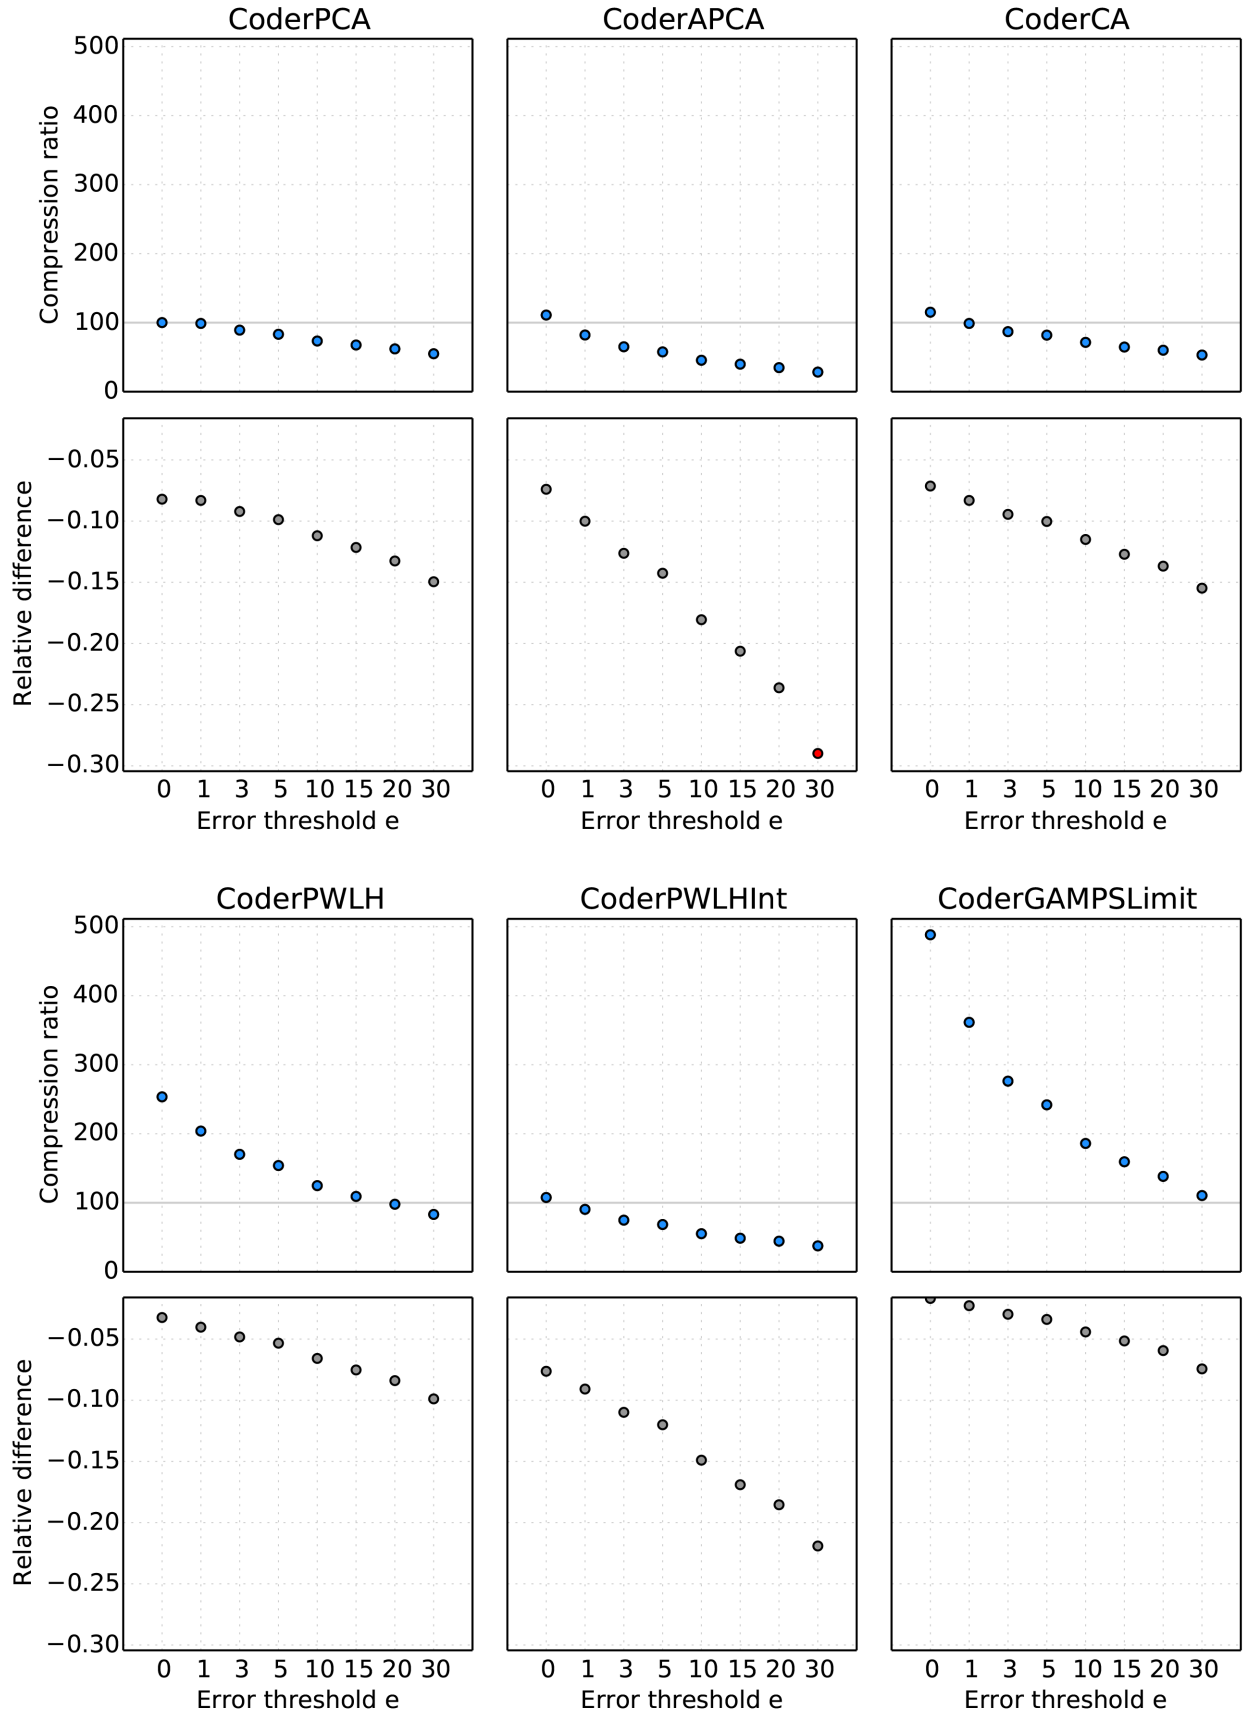 CoderPCA CoderAPCA CoderCA
500
400
300
200
100
0
Compression ratio
−0.05
−0.10
−0.15
−0.20
−0.25
−0.30
Relative difference
0 1 3 5 10 15 20 30 0 1 3 5 10 15 20 30 0 1 3 5 10 15 20 30
Error threshold e Error threshold e Error threshold e
CoderPWLH CoderPWLHInt CoderGAMPSLimit
500
400
300
200
100
0
Compression ratio
−0.05
−0.10
−0.15
−0.20
−0.25
−0.30
Relative difference
0 1 3 5 10 15 20 30 0 1 3 5 10 15 20 30 0 1 3 5 10 15 20 30
Error threshold e Error threshold e Error threshold e